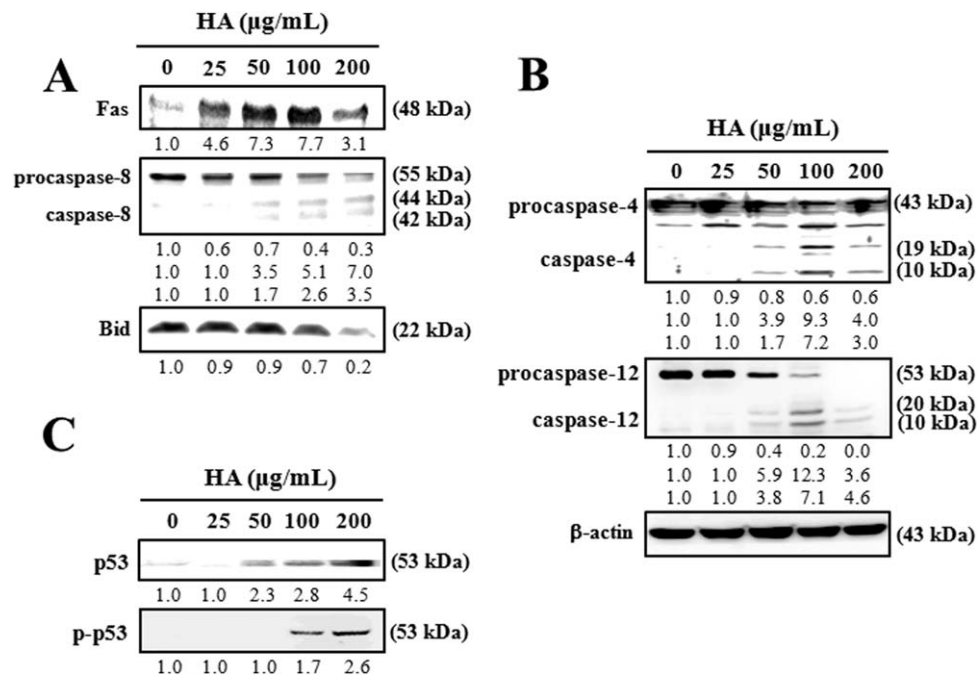 A
HA (µg/mL)
0 25 50 100 200
Fas (48 kDa)
1.0 4.6 7.3 7.7 3.1
procaspase-8 (55 kDa)
(44 kDa)
caspase-8 (42 kDa)
1.0 0.6 0.7 0.4 0.3
1.0 1.0 3.5 5.1 7.0
1.0 1.0 1.7 2.6 3.5
Bid (22 kDa)
1.0 0.9 0.9 0.7 0.2
B
HA (µg/mL)
0 25 50 100 200
procaspase-4 (43 kDa)
(19 kDa)
caspase-4
(10 kDa)
1.0 0.9 0.8 0.6 0.6
1.0 1.0 3.9 9.3 4.0
1.0 1.0 1.7 7.2 3.0
procaspase-12 (53 kDa)
(20 kDa)
caspase-12 (10 kDa)
1.0 0.9 0.4 0.2 0.0
1.0 1.0 5.9 12.3 3.6
1.0 1.0 3.8 7.1 4.6
β-actin (43 kDa)
C
HA (µg/mL)
0 25 50 100 200
p53 (53 kDa)
1.0 1.0 2.3 2.8 4.5
p-p53 (53 kDa)
1.0 1.0 1.0 1.7 2.6